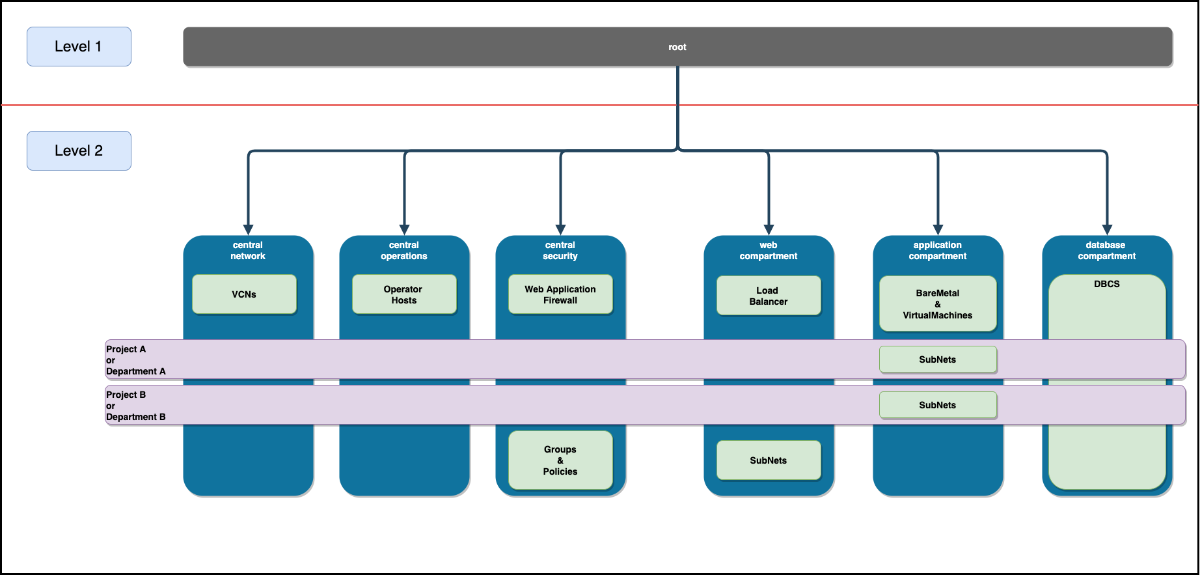 Level 1
root
Level 2
central
network
central
operations
central
security
web
compartment
application
compartment
database
compartment
VCNs
Operator
Hosts
Web Application
Firewall
Load
Balancer
BareMetal
&
VirtualMachines
DBCS
Project A
or
Department A
SubNets
Project B
or
Department B
SubNets
Groups
&
Policies
SubNets